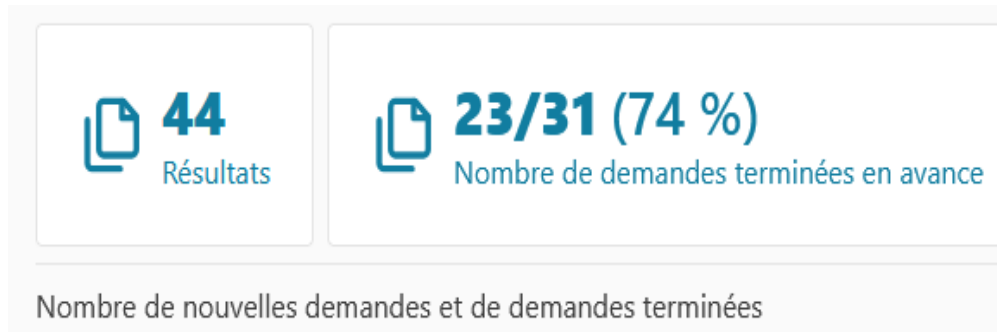 44
Résultats
23/31 (74 %)
Nombre de demandes terminées en avance
Nombre de nouvelles demandes et de demandes terminées